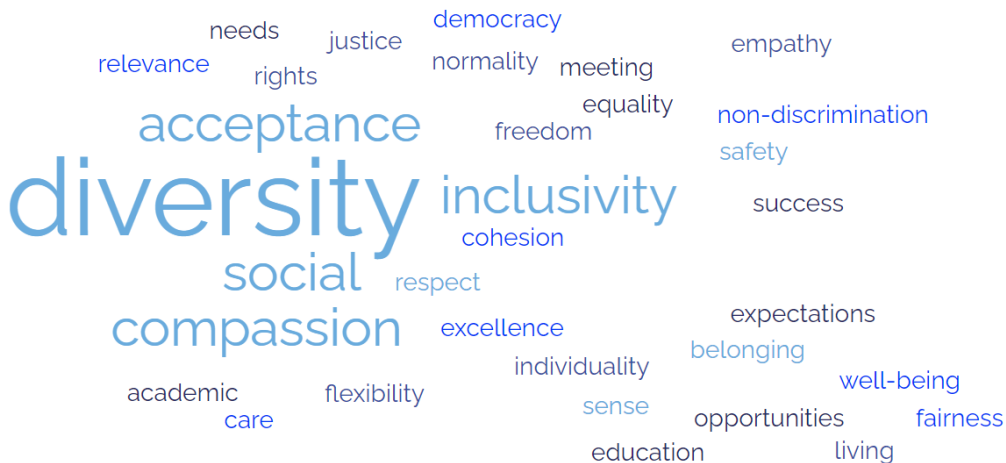 democracy
needs
justice
empathy
relevance
normality
meeting
rights
equality
acceptance
freedom
non-discrimination
safety
diversity
inclusivity
success
cohesion
social
respect
compassion
excellence
expectations
belonging
individuality
well-being
academic
flexibility
sense
care
opportunities
fairness
education
living